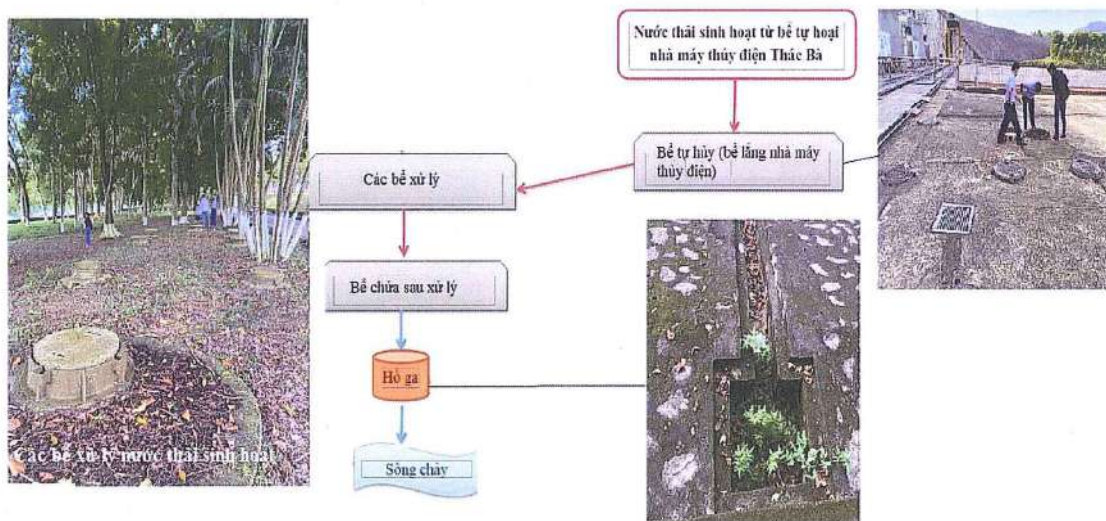 Nước thải sinh hoạt từ bể tự hoại
nhà máy thủy điện Thác Bà
Bể tự hủy (bể lắng nhà máy
thủy điện)
Các bể xử lý
Bể chứa sau xử lý
Hố ga
Sông chảy
Các bể xử lý nước thải sinh hoạt